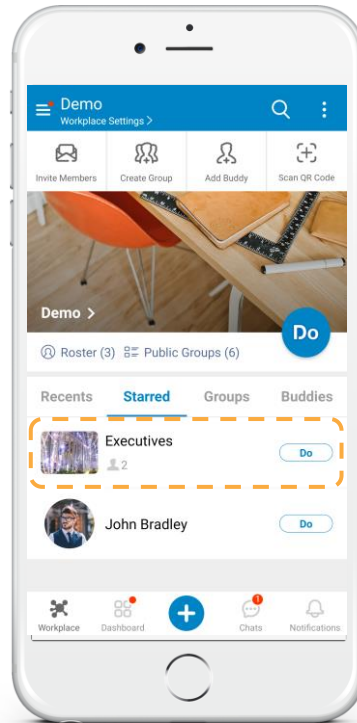 Demo
Workplace Settings >
Invite Members Create Group Add Buddy Scan QR Code
Demo >
Do
Roster (3) Public Groups (6)
Recents Starred Groups Buddies
Executives
2
Do
John Bradley
Do
1
Workplace Dashboard Chats Notifications